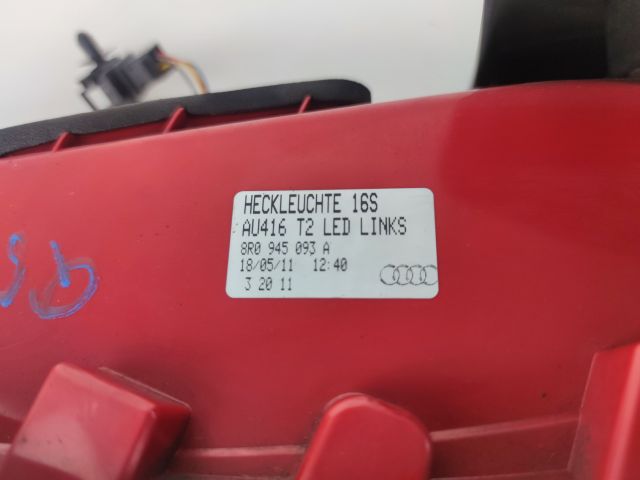 HECKLEUCHTE 16S
AU416 T2 LED LINKS
8R0 945 093 A
18/05/11 12:40
3 20 11